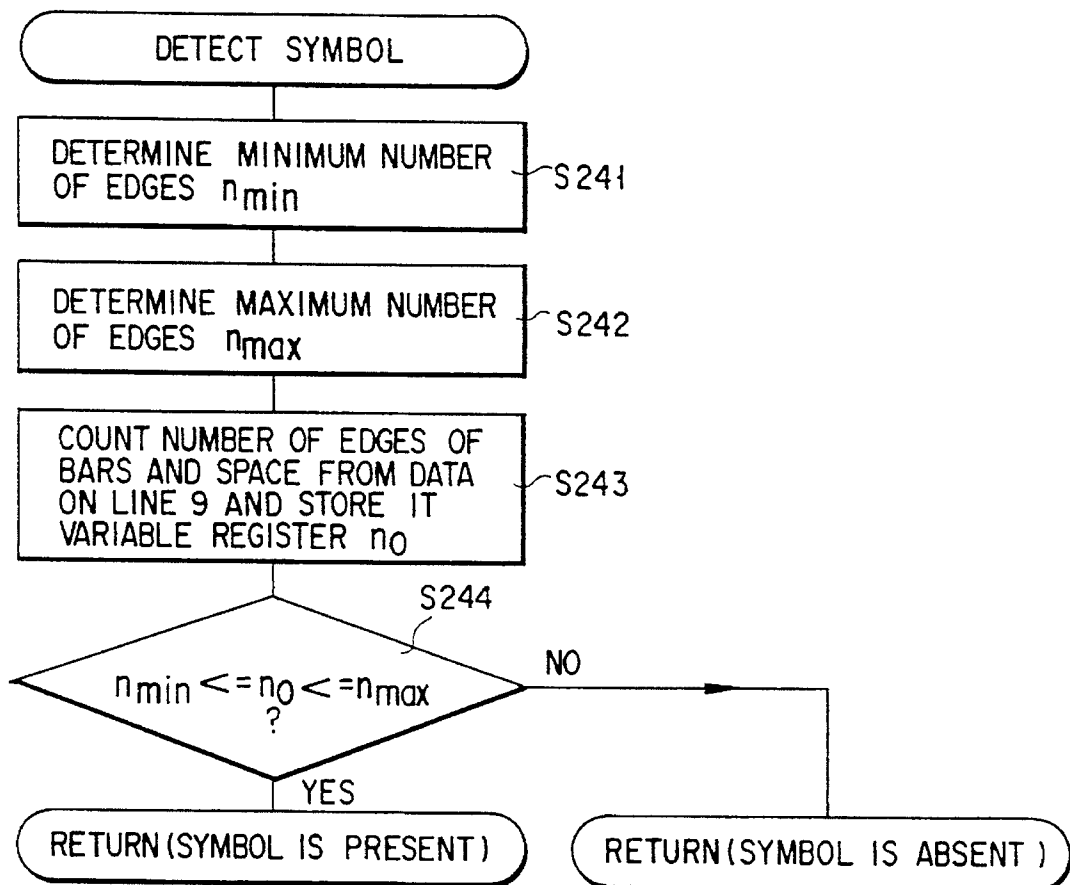 DETECT SYMBOL
DETERMINE MINIMUM NUMBER
OF EDGES nmin
S241
DETERMINE MAXIMUM NUMBER
OF EDGES nmax
S242
COUNT NUMBER OF EDGES OF
BARS AND SPACE FROM DATA
ON LINE 9 AND STORE IT
VARIABLE REGISTER n0
S243
S244
nmin <=n0<=nmax
?
NO
YES
RETURN(SYMBOL IS PRESENT)
RETURN(SYMBOL IS ABSENT)